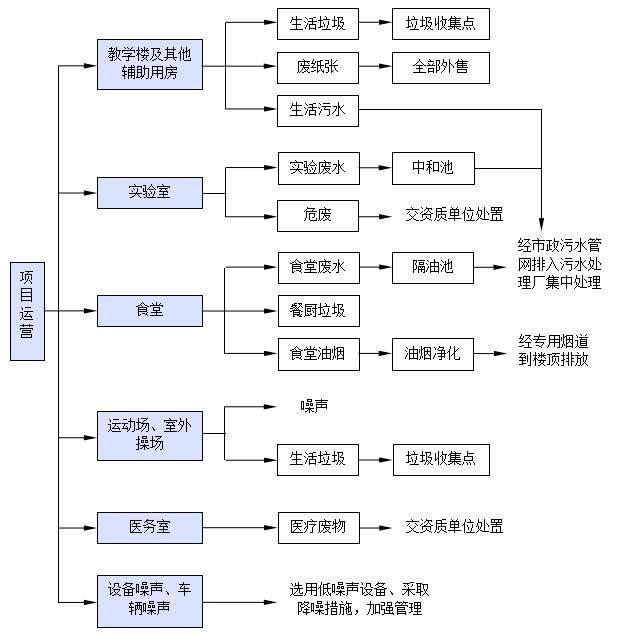 生活垃圾
垃圾收集点
教学楼及其他
辅助用房
废纸张
全部外售
生活污水
实验废水
中和池
实验室
危废
交资质单位处置
经市政污水管
网排入污水处
理厂集中处理
项
目
运
营
食堂废水
隔油池
食堂
餐厨垃圾
食堂油烟
油烟净化
经专用烟道
到楼顶排放
噪声
运动场、室外
操场
生活垃圾
垃圾收集点
医务室
医疗废物
交资质单位处置
设备噪声、车
辆噪声
选用低噪声设备、采取
降噪措施，加强管理